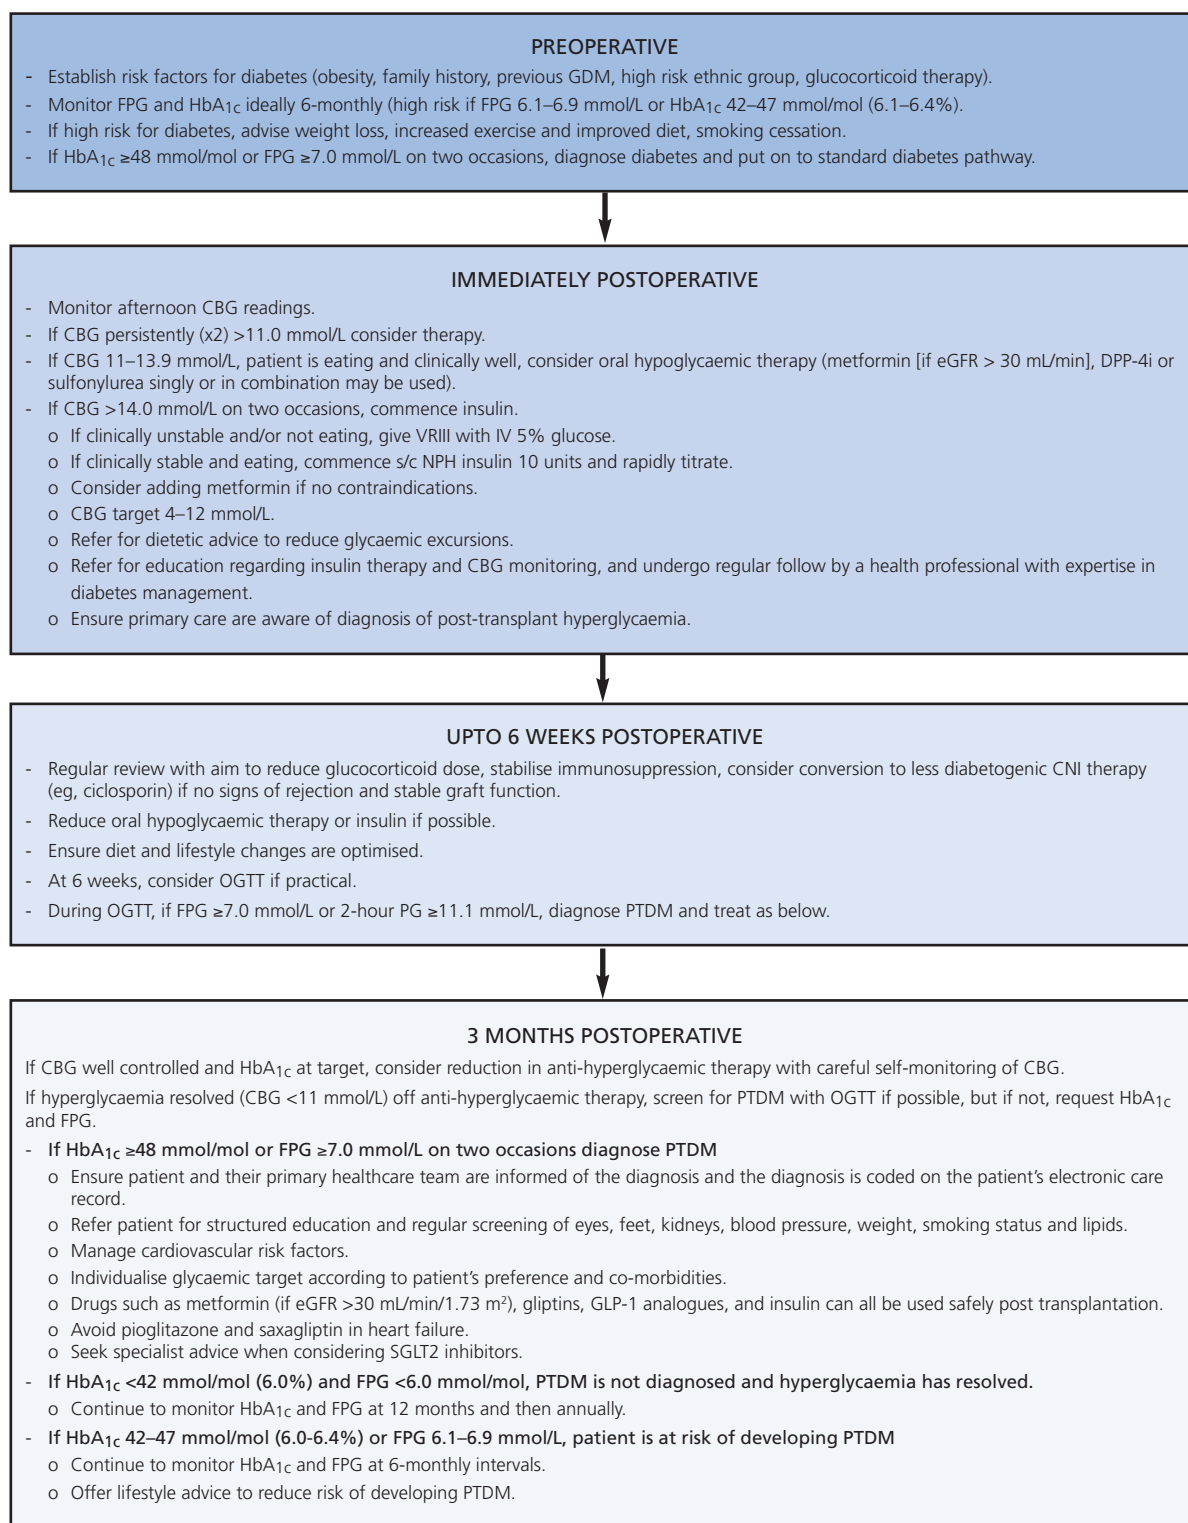 PREOPERATIVE
- Establish risk factors for diabetes (obesity, family history, previous GDM, high risk ethnic group, glucocorticoid therapy).
- Monitor FPG and HbA1c ideally 6-monthly (high risk if FPG 6.1–6.9 mmol/L or HbA1c 42–47 mmol/mol (6.1–6.4%).
- If high risk for diabetes, advise weight loss, increased exercise and improved diet, smoking cessation.
- If HbA1c ≥48 mmol/mol or FPG ≥7.0 mmol/L on two occasions, diagnose diabetes and put on to standard diabetes pathway.
IMMEDIATELY POSTOPERATIVE
- Monitor afternoon CBG readings.
- If CBG persistently (x2) >11.0 mmol/L consider therapy.
- If CBG 11–13.9 mmol/L, patient is eating and clinically well, consider oral hypoglycaemic therapy (metformin [if eGFR > 30 mL/min], DPP-4i or
sulfonylurea singly or in combination may be used).
- If CBG >14.0 mmol/L on two occasions, commence insulin.
o If clinically unstable and/or not eating, give VRIII with IV 5% glucose.
o If clinically stable and eating, commence s/c NPH insulin 10 units and rapidly titrate.
o Consider adding metformin if no contraindications.
o CBG target 4–12 mmol/L.
o Refer for dietetic advice to reduce glycaemic excursions.
o Refer for education regarding insulin therapy and CBG monitoring, and undergo regular follow by a health professional with expertise in
diabetes management.
o Ensure primary care are aware of diagnosis of post-transplant hyperglycaemia.
UPTO 6 WEEKS POSTOPERATIVE
- Regular review with aim to reduce glucocorticoid dose, stabilise immunosuppression, consider conversion to less diabetogenic CNI therapy
(eg, ciclosporin) if no signs of rejection and stable graft function.
- Reduce oral hypoglycaemic therapy or insulin if possible.
- Ensure diet and lifestyle changes are optimised.
- At 6 weeks, consider OGTT if practical.
- During OGTT, if FPG ≥7.0 mmol/L or 2-hour PG ≥11.1 mmol/L, diagnose PTDM and treat as below.
3 MONTHS POSTOPERATIVE
If CBG well controlled and HbA1c at target, consider reduction in anti-hyperglycaemic therapy with careful self-monitoring of CBG.
If hyperglycaemia resolved (CBG <11 mmol/L) off anti-hyperglycaemic therapy, screen for PTDM with OGTT if possible, but if not, request HbA1c
and FPG.
- If HbA1c ≥48 mmol/mol or FPG ≥7.0 mmol/L on two occasions diagnose PTDM
o Ensure patient and their primary healthcare team are informed of the diagnosis and the diagnosis is coded on the patient's electronic care
record.
o Refer patient for structured education and regular screening of eyes, feet, kidneys, blood pressure, weight, smoking status and lipids.
o Manage cardiovascular risk factors.
o Individualise glycaemic target according to patient's preference and co-morbidities.
o Drugs such as metformin (if eGFR >30 mL/min/1.73 m²), gliptins, GLP-1 analogues, and insulin can all be used safely post transplantation.
o Avoid pioglitazone and saxagliptin in heart failure.
o Seek specialist advice when considering SGLT2 inhibitors.
- If HbA1c <42 mmol/mol (6.0%) and FPG <6.0 mmol/mol, PTDM is not diagnosed and hyperglycaemia has resolved.
o Continue to monitor HbA1c and FPG at 12 months and then annually.
- If HbA1c 42–47 mmol/mol (6.0-6.4%) or FPG 6.1–6.9 mmol/L, patient is at risk of developing PTDM
o Continue to monitor HbA1c and FPG at 6-monthly intervals.
o Offer lifestyle advice to reduce risk of developing PTDM.